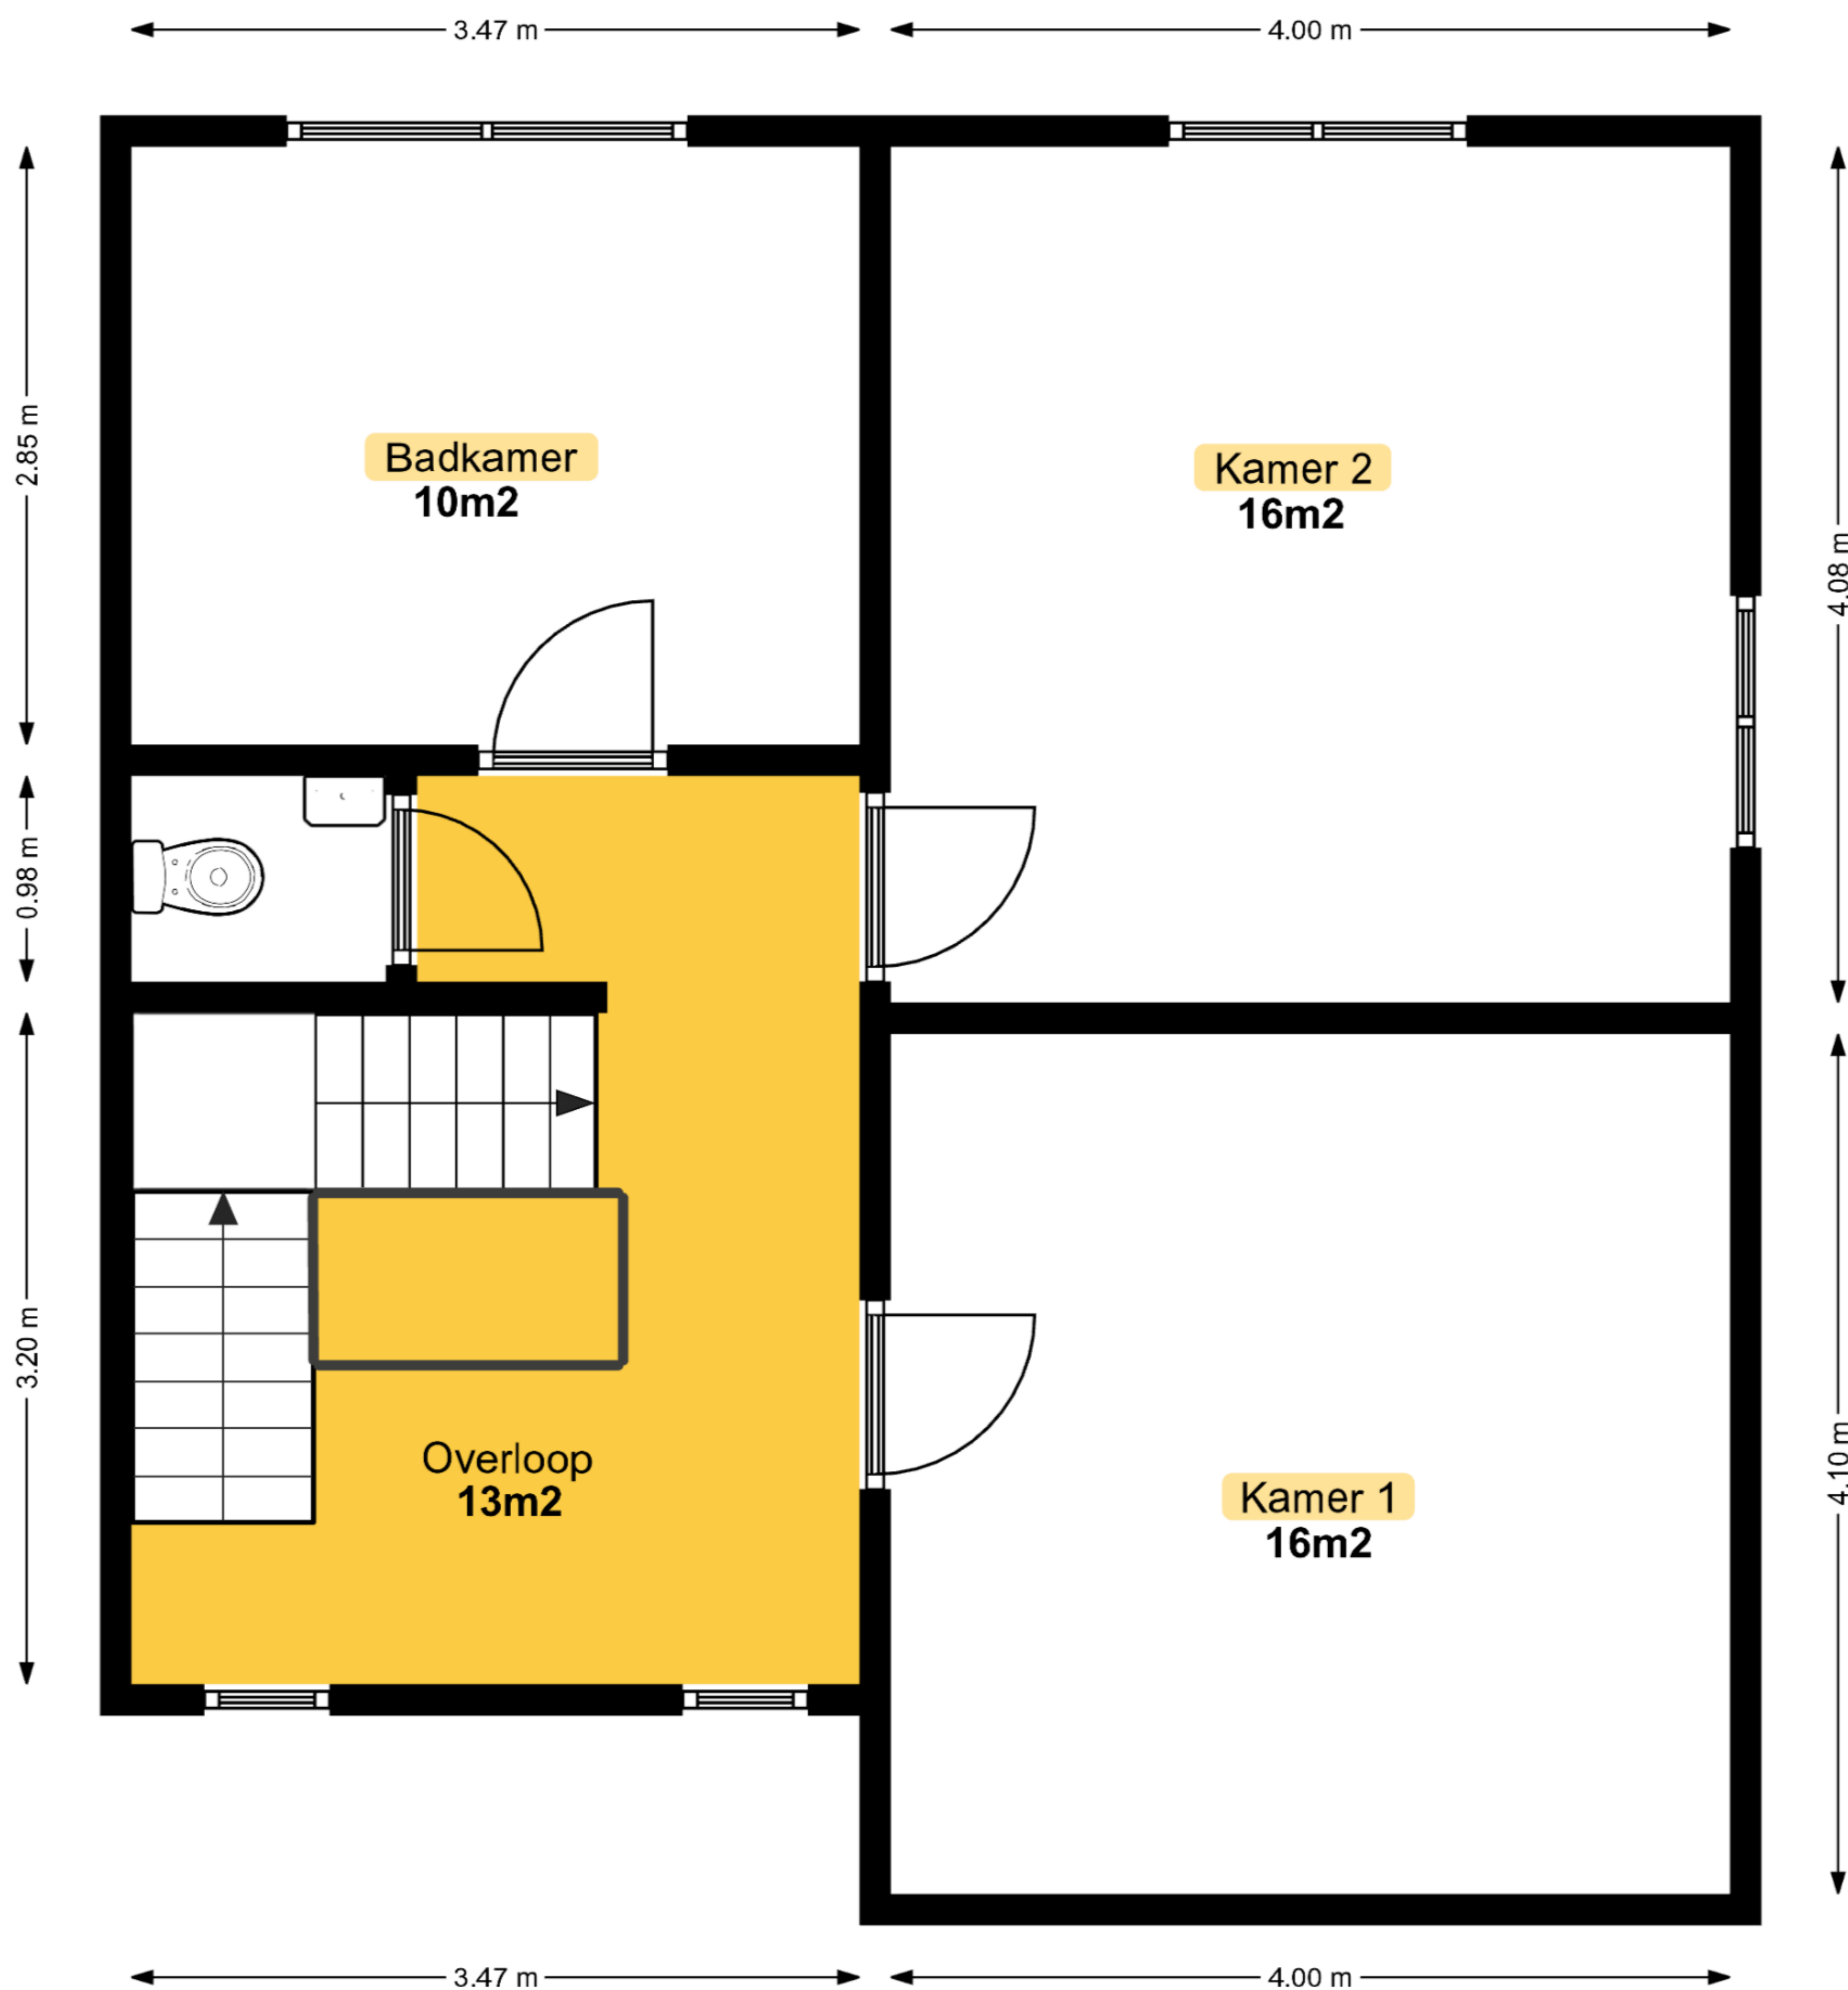 3.47 m
4.00 m
2.85 m
4.08 m
Badkamer
10m2
Kamer 2
16m2
0.98 m
3.20 m
4.10 m
Overloop
13m2
Kamer 1
16m2
3.47 m
4.00 m